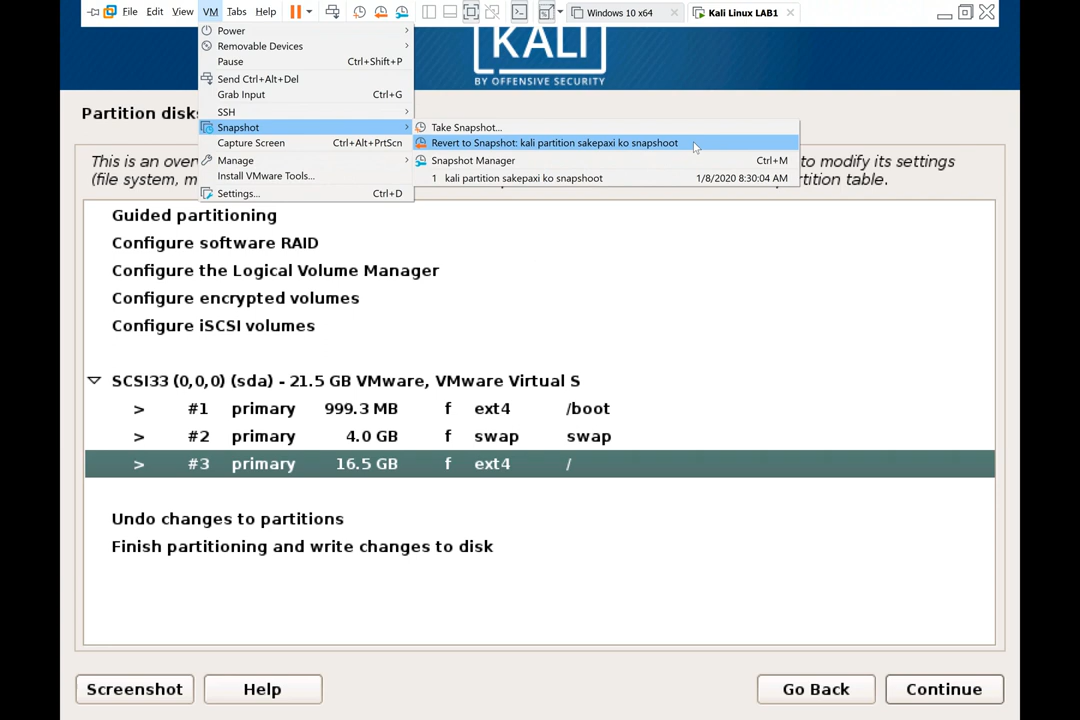 File Edit View VM Tabs Help Windows 10 x64 Kali Linux LAB1
KALI
BY OFFENSIVE SECURITY
Power
Removable Devices
Pause Ctrl+Shift+P
Send Ctrl+Alt+Del
Grab Input Ctrl+G
SSH
Snapshot
Capture Screen Ctrl+Alt+PrtScn
Manage
Install VMware Tools...
Settings... Ctrl+D
Take Snapshot...
Revert to Snapshot: kali partition sakepaxi ko snapshoot
Snapshot Manager Ctrl+M
1 kali partition sakepaxi ko snapshoot 1/8/2020 8:30:04 AM
Partition disks
This is an to modify its settings
(file system, partition table.
Guided partitioning
Configure software RAID
Configure the Logical Volume Manager
Configure encrypted volumes
Configure iSCSI volumes
SCSI33 (0,0,0) (sda) - 21.5 GB VMware, VMware Virtual S
> #1 primary 999.3 MB f ext4 /boot
> #2 primary 4.0 GB f swap swap
> #3 primary 16.5 GB f ext4 /
Undo changes to partitions
Finish partitioning and write changes to disk
Screenshot Help Go Back Continue